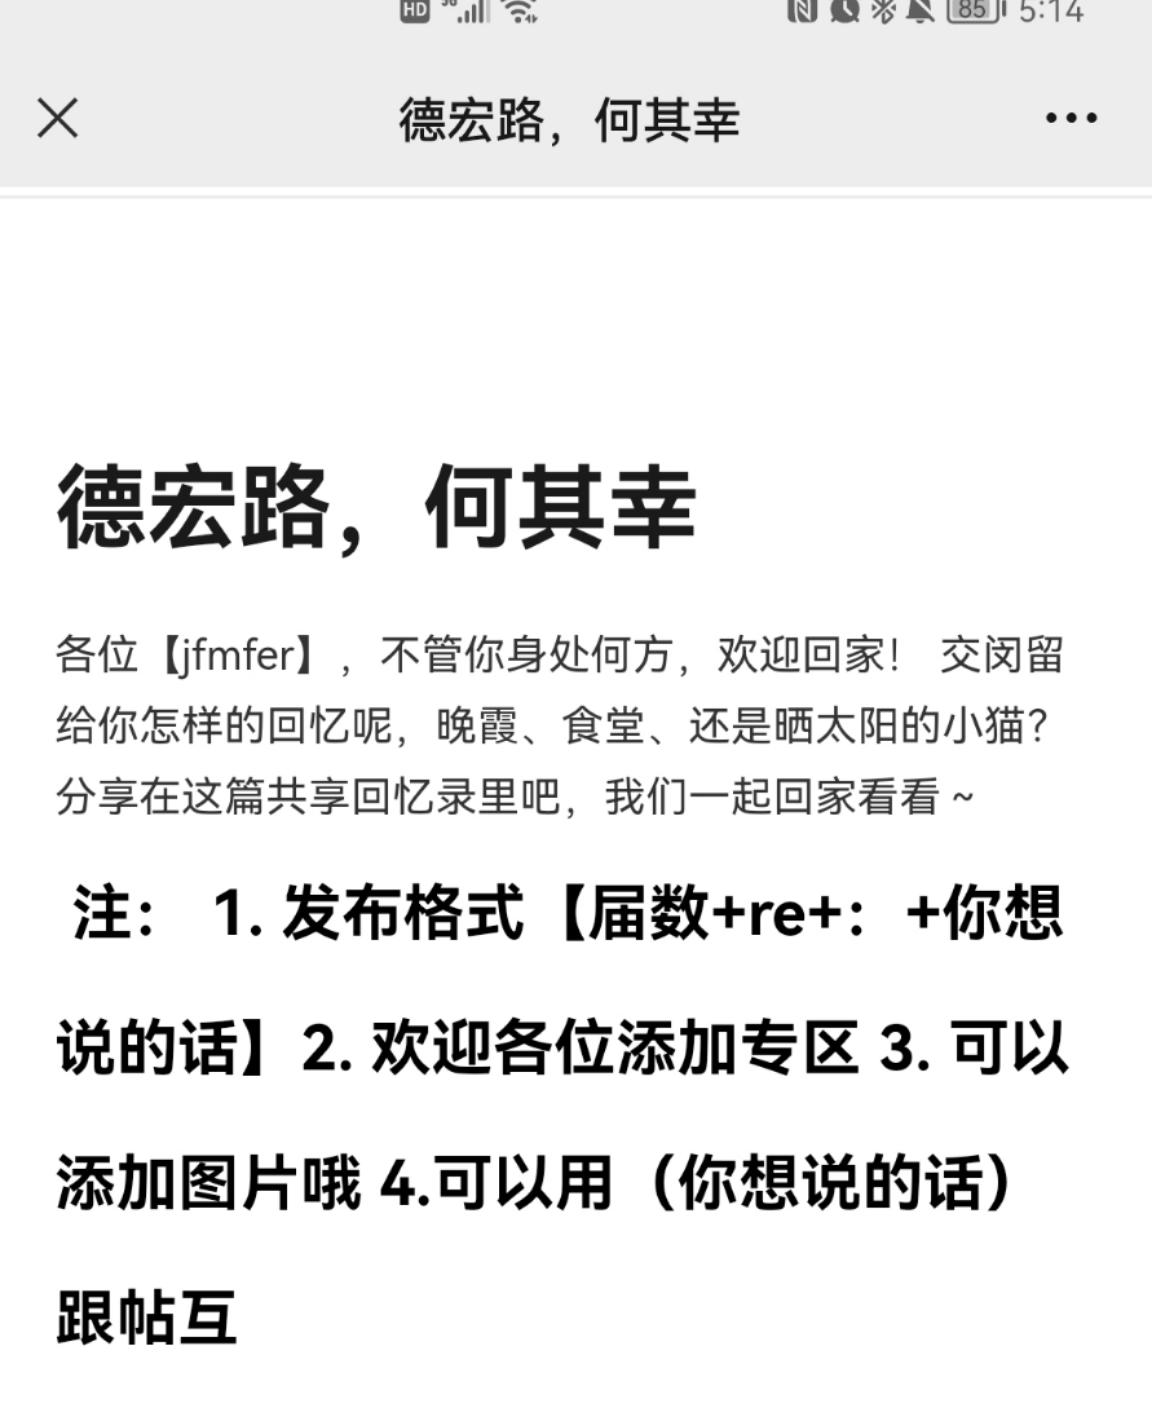 HD 5G 85 5:14
德宏路，何其幸
德宏路，何其幸
各位【jfmfer】，不管你身处何方，欢迎回家！ 交闵留
给你怎样的回忆呢，晚霞、食堂、还是晒太阳的小猫？
分享在这篇共享回忆录里吧，我们一起回家看看 ~
注： 1. 发布格式【届数+re+：+你想
说的话】2. 欢迎各位添加专区 3. 可以
添加图片哦 4.可以用（你想说的话）
跟帖互